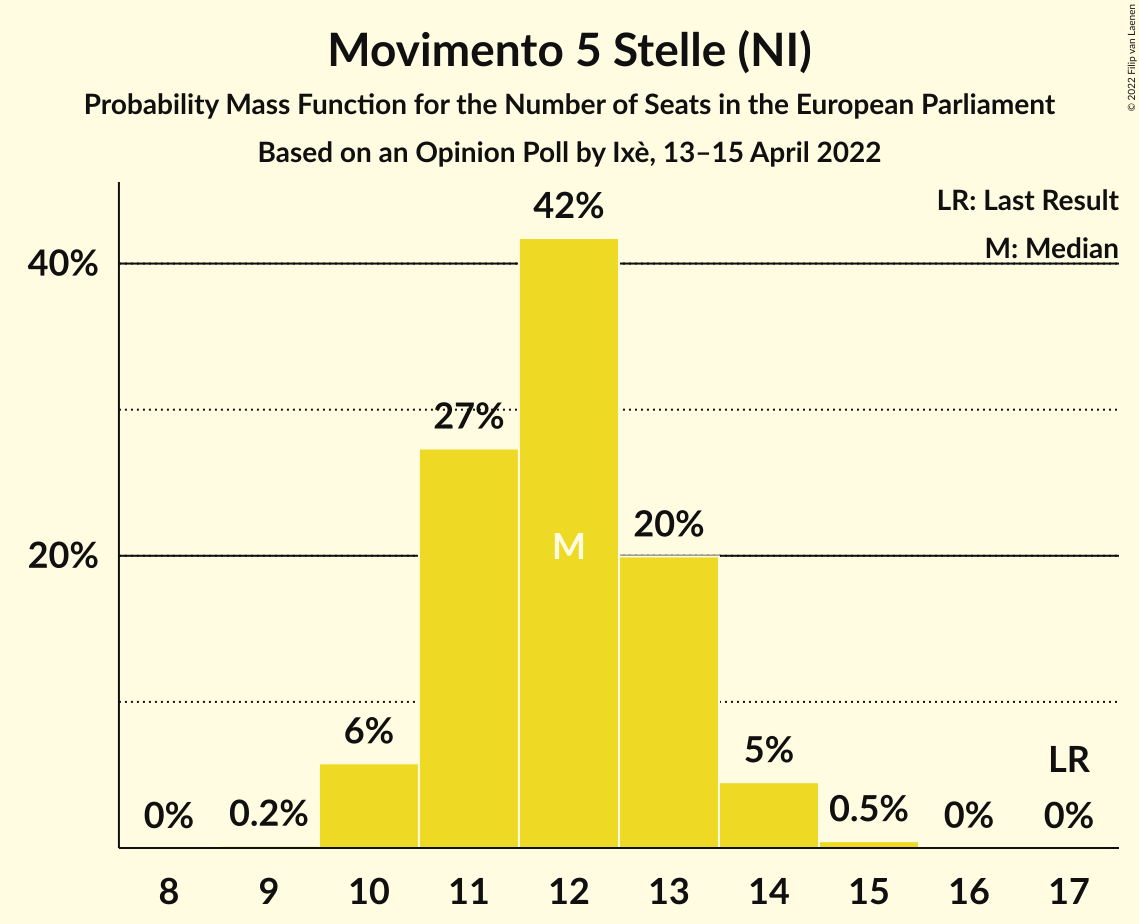 Movimento 5 Stelle (NI)
Probability Mass Function for the Number of Seats in the European Parliament
Based on an Opinion Poll by Ixè, 13–15 April 2022
© 2022 Filip van Laenen
LR: Last Result
M: Median
40%
20%
0%
0.2%
6%
27%
42%
M
20%
5%
0.5%
0%
LR
0%
8 9 10 11 12 13 14 15 16 17